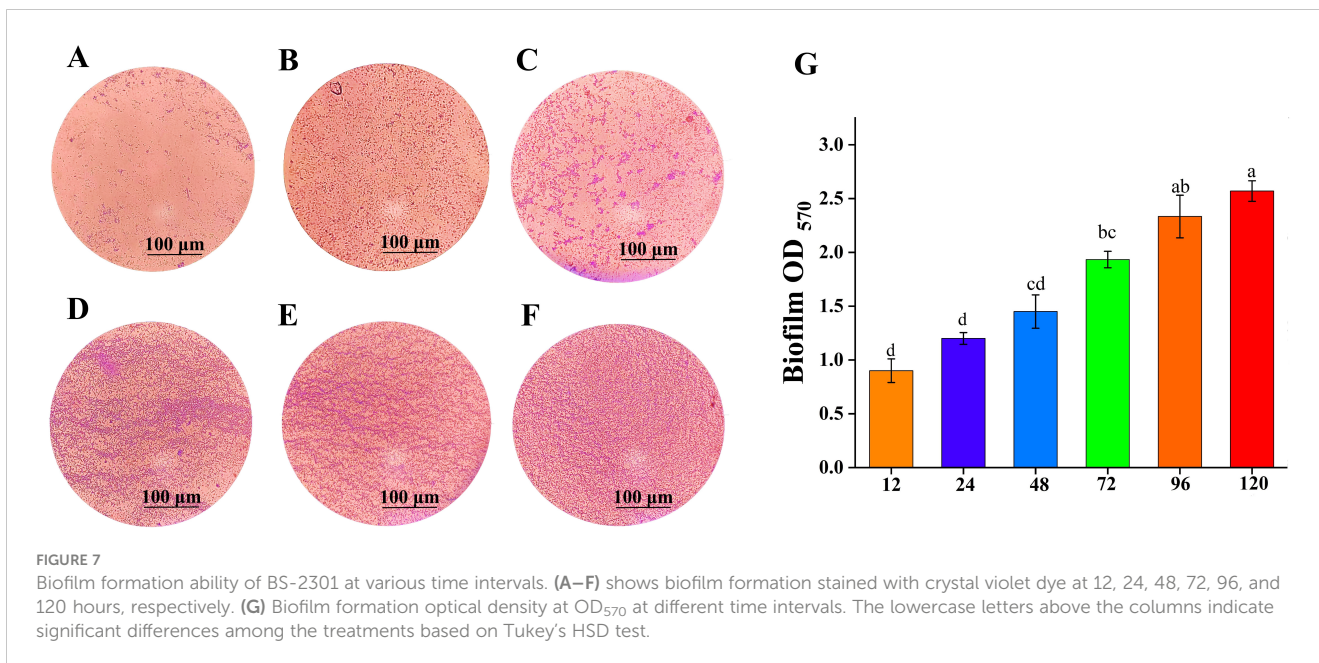 A
B
C
100 µm
100 µm
100 µm
D
E
F
100 µm
100 µm
100 µm
G
Biofilm OD 570
3.0
2.5
2.0
1.5
1.0
0.5
0.0
d
d
cd
bc
ab
a
12 24 48 72 96 120
FIGURE 7
Biofilm formation ability of BS-2301 at various time intervals. (A–F) shows biofilm formation stained with crystal violet dye at 12, 24, 48, 72, 96, and
120 hours, respectively. (G) Biofilm formation optical density at OD570 at different time intervals. The lowercase letters above the columns indicate
significant differences among the treatments based on Tukey's HSD test.